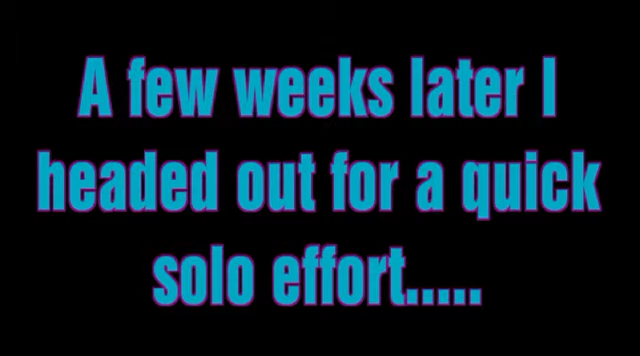 A few weeks later I
headed out for a quick
solo effort.....